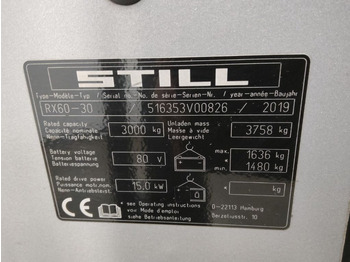 STILL
Type-Modèle-Typ / Serial no.-No. de série-Serien-Nr. / year-année-Baujahr
RX60-30 / 516353V00826 / 2019
Rated capacity
Capacité nominale
Nenn-Tragfähigkeit
3000 kg
Unladen mass
Masse à vide
Leergewicht
3758 kg
Battery voltage
Tension batterie
Batteriespannung
80 V
max. 1636 kg
min. 1480 kg
Rated drive power
Puissance motri.nom.
Nenn-Antriebsleist.
15,0 kW
* kg
CE
* see Operating instructions
voir Mode d'emploi
siehe Betriebsanleitung
D-22113 Hamburg
Berzeliusstr. 10